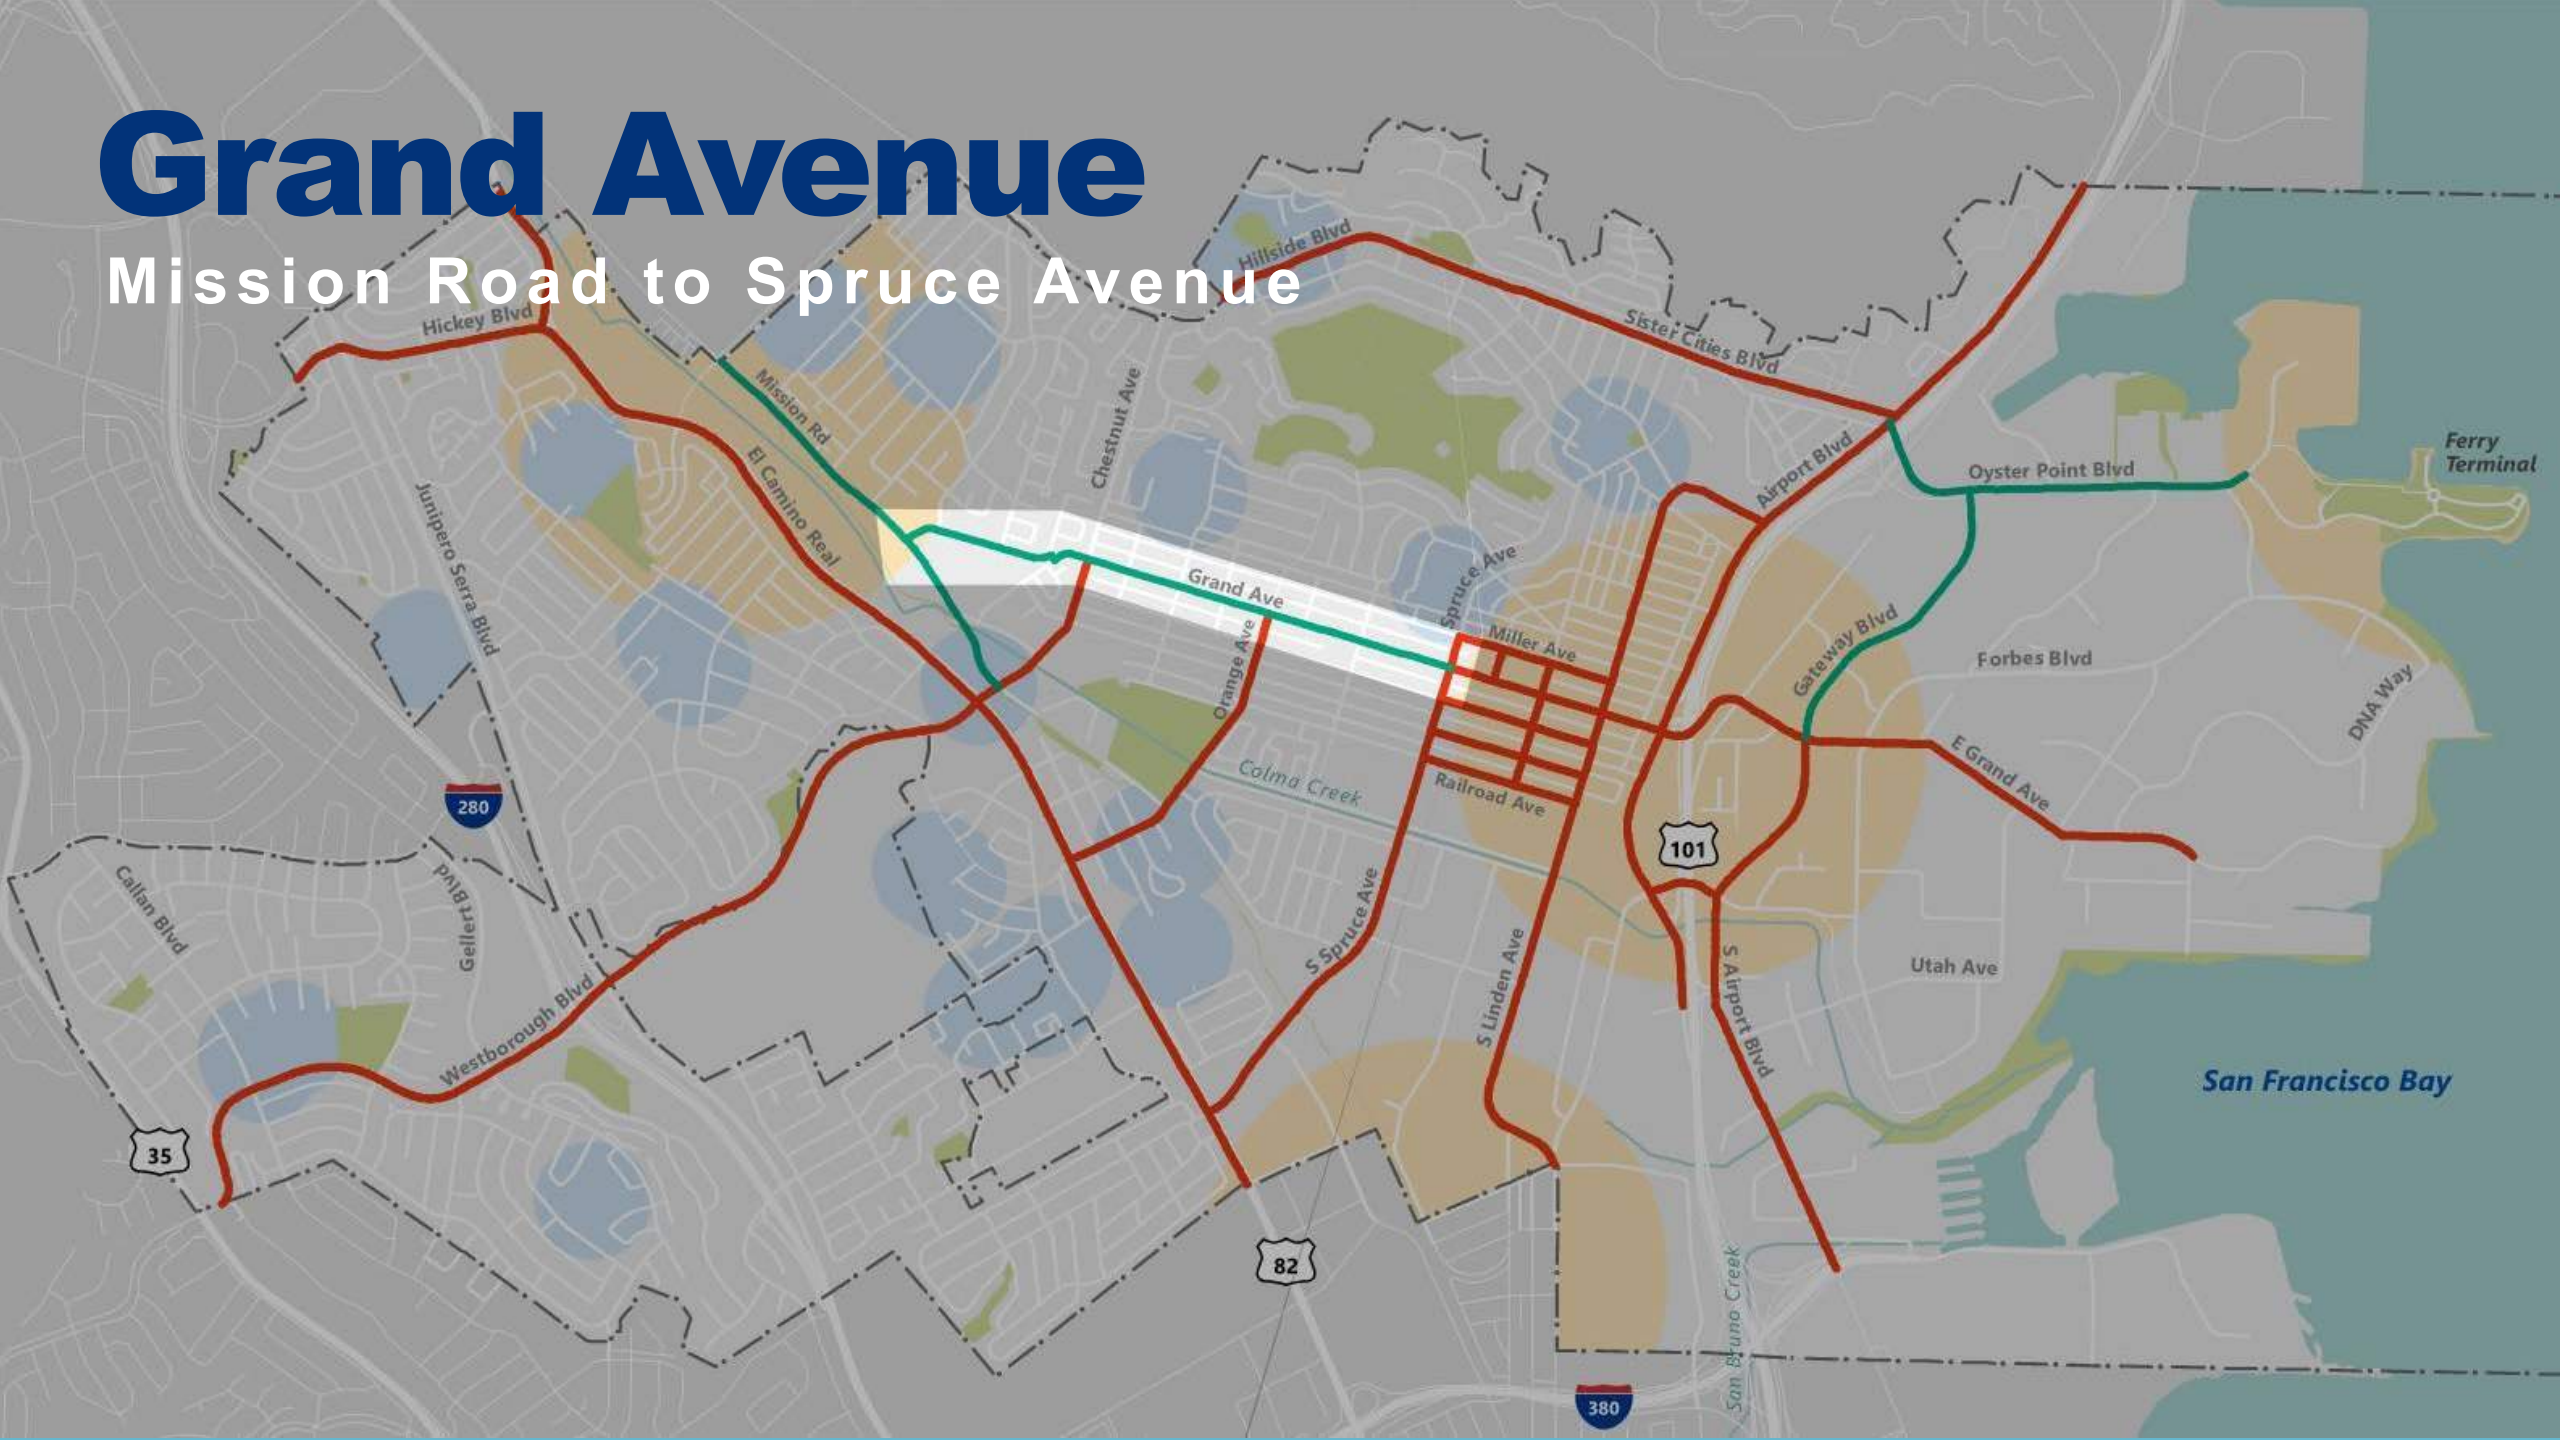 Grand Avenue
Mission Road to Spruce Avenue
Hillside Blvd
Hickey Blvd
Sister Cities Blvd
Mission Rd
Chestnut Ave
El Camino Real
Airport Blvd
Oyster Point Blvd
Ferry
Terminal
Junipero Serra Blvd
Grand Ave
Spruce Ave
Miller Ave
Orange Ave
Gateway Blvd
Forbes Blvd
DNA Way
E Grand Ave
Colma Creek
Railroad Ave
280
101
Callan Blvd
Gellert Blvd
S Spruce Ave
S Linden Ave
S Airport Blvd
Utah Ave
Westborough Blvd
San Francisco Bay
35
82
San Bruno Creek
380